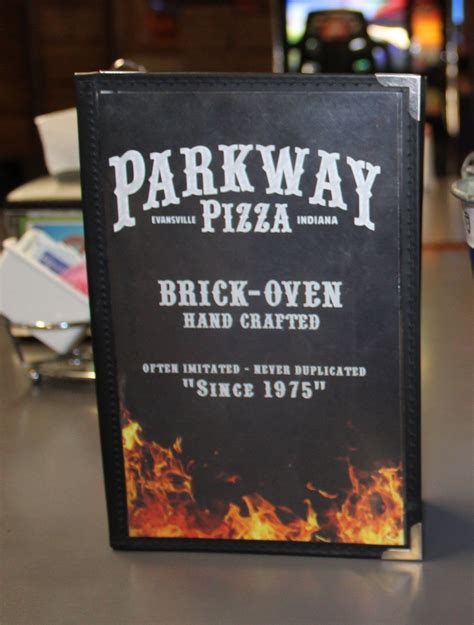 PARKWAY
EVANSVILLE PIZZA INDIANA
BRICK-OVEN
HAND CRAFTED
OFTEN IMITATED - NEVER DUPLICATED
"SINCE 1975"